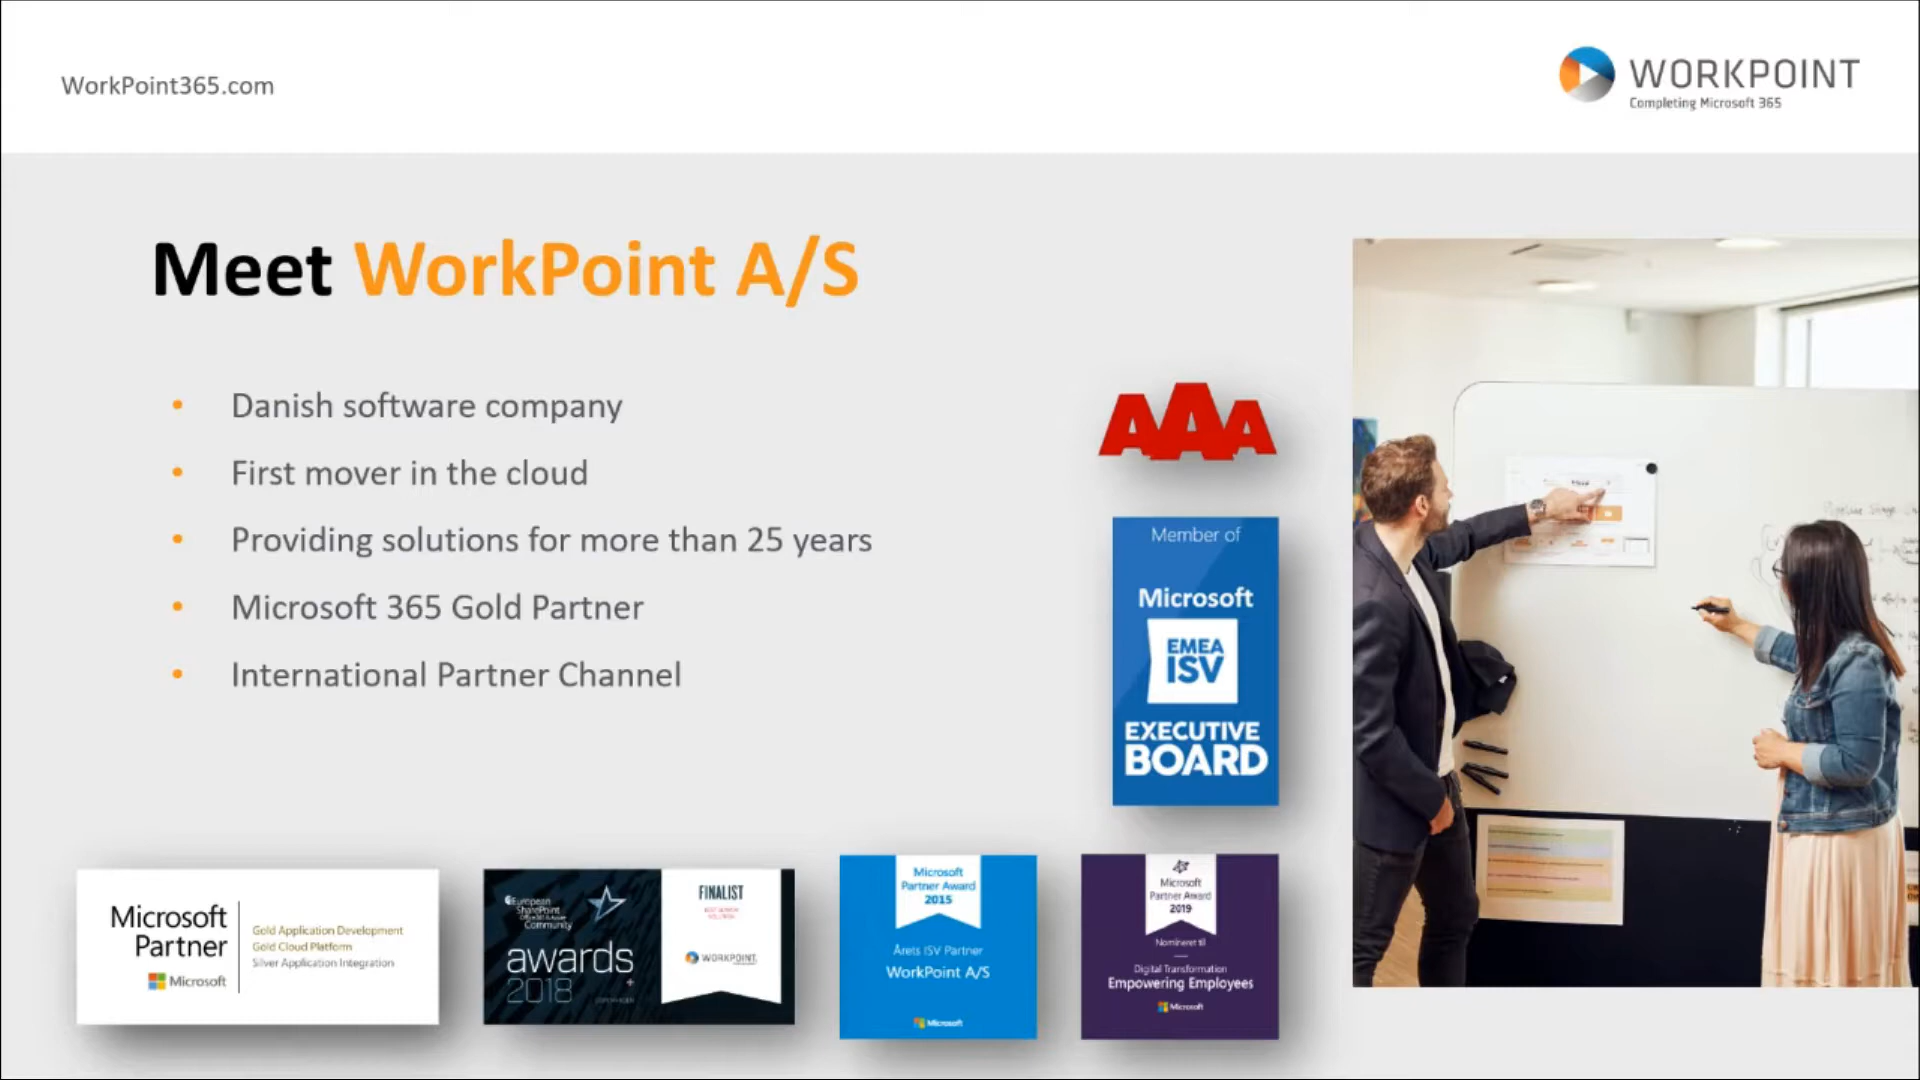 WorkPoint365.com
WORKPOINT
Completing Microsoft 365
Meet WorkPoint A/S
• Danish software company
• First mover in the cloud
• Providing solutions for more than 25 years
• Microsoft 365 Gold Partner
• International Partner Channel
AAA
Member of
Microsoft
EMEA
ISV
EXECUTIVE
BOARD
Microsoft
Partner
Microsoft
Gold Application Development
Gold Cloud Platform
Silver Application Integration
European
SharePoint
Community
awards
2018
FINALIST
WORKPOINT
Microsoft
Partner Award
2015
Årets ISV Partner
WorkPoint A/S
Microsoft
Microsoft
Partner Award
2019
Nomineret til
Digital Transformation
Empowering Employees
Microsoft